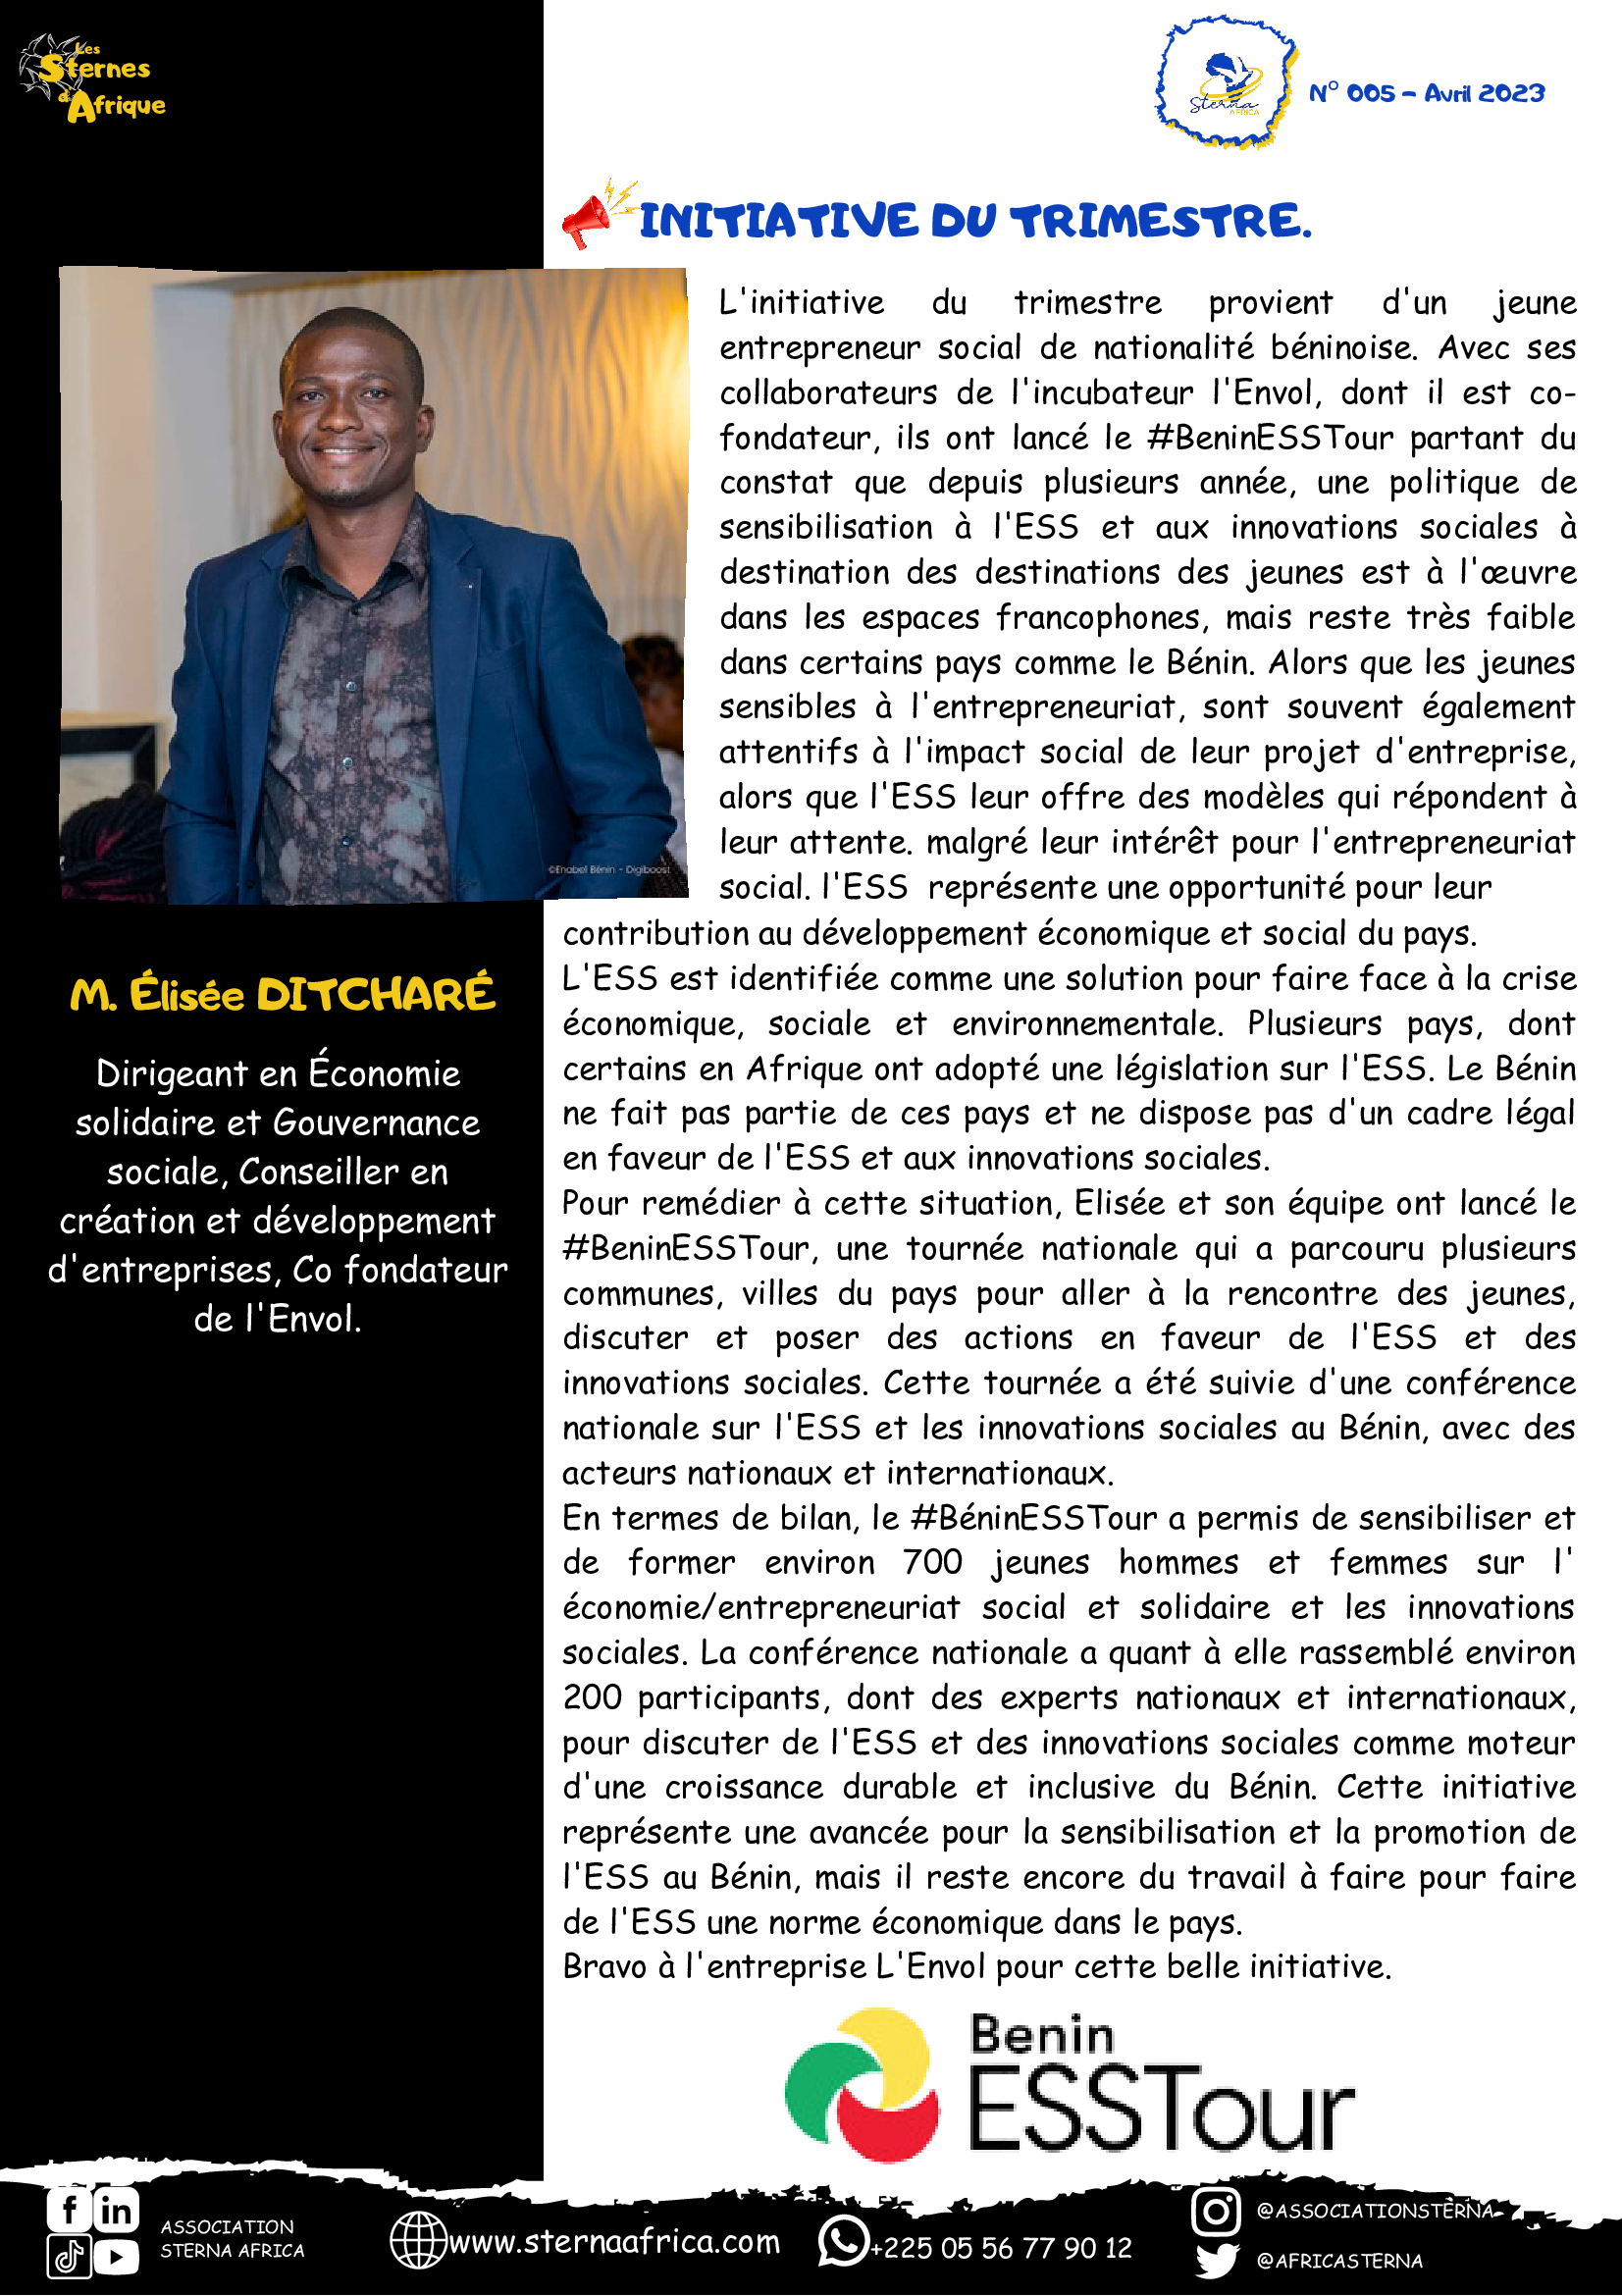 Les
Sternes
d'Afrique
Sterna
AFRICA
N° 005 - Avril 2023
INITIATIVE DU TRIMESTRE.
L'initiative du trimestre provient d'un jeune
entrepreneur social de nationalité béninoise. Avec ses
collaborateurs de l'incubateur l'Envol, dont il est co-
fondateur, ils ont lancé le #BeninESSTour partant du
constat que depuis plusieurs année, une politique de
sensibilisation à l'ESS et aux innovations sociales à
destination des destinations des jeunes est à l'œuvre
dans les espaces francophones, mais reste très faible
dans certains pays comme le Bénin. Alors que les jeunes
sensibles à l'entrepreneuriat, sont souvent également
attentifs à l'impact social de leur projet d'entreprise,
alors que l'ESS leur offre des modèles qui répondent à
leur attente. malgré leur intérêt pour l'entrepreneuriat
social. l'ESS représente une opportunité pour leur
contribution au développement économique et social du pays.
L'ESS est identifiée comme une solution pour faire face à la crise
économique, sociale et environnementale. Plusieurs pays, dont
certains en Afrique ont adopté une législation sur l'ESS. Le Bénin
ne fait pas partie de ces pays et ne dispose pas d'un cadre légal
en faveur de l'ESS et aux innovations sociales.
Pour remédier à cette situation, Elisée et son équipe ont lancé le
#BeninESSTour, une tournée nationale qui a parcouru plusieurs
communes, villes du pays pour aller à la rencontre des jeunes,
discuter et poser des actions en faveur de l'ESS et des
innovations sociales. Cette tournée a été suivie d'une conférence
nationale sur l'ESS et les innovations sociales au Bénin, avec des
acteurs nationaux et internationaux.
En termes de bilan, le #BéninESSTour a permis de sensibiliser et
de former environ 700 jeunes hommes et femmes sur l'
économie/entrepreneuriat social et solidaire et les innovations
sociales. La conférence nationale a quant à elle rassemblé environ
200 participants, dont des experts nationaux et internationaux,
pour discuter de l'ESS et des innovations sociales comme moteur
d'une croissance durable et inclusive du Bénin. Cette initiative
représente une avancée pour la sensibilisation et la promotion de
l'ESS au Bénin, mais il reste encore du travail à faire pour faire
de l'ESS une norme économique dans le pays.
Bravo à l'entreprise L'Envol pour cette belle initiative.
©Enabel Bénin - Digiboost
M. Élisée DITCHARÉ
Dirigeant en Économie
solidaire et Gouvernance
sociale, Conseiller en
création et développement
d'entreprises, Co fondateur
de l'Envol.
Benin
ESSTour
ASSOCIATION
STERNA AFRICA
www.sternaafrica.com
+225 05 56 77 90 12
@ASSOCIATIONSTERNA
@AFRICASTERNA